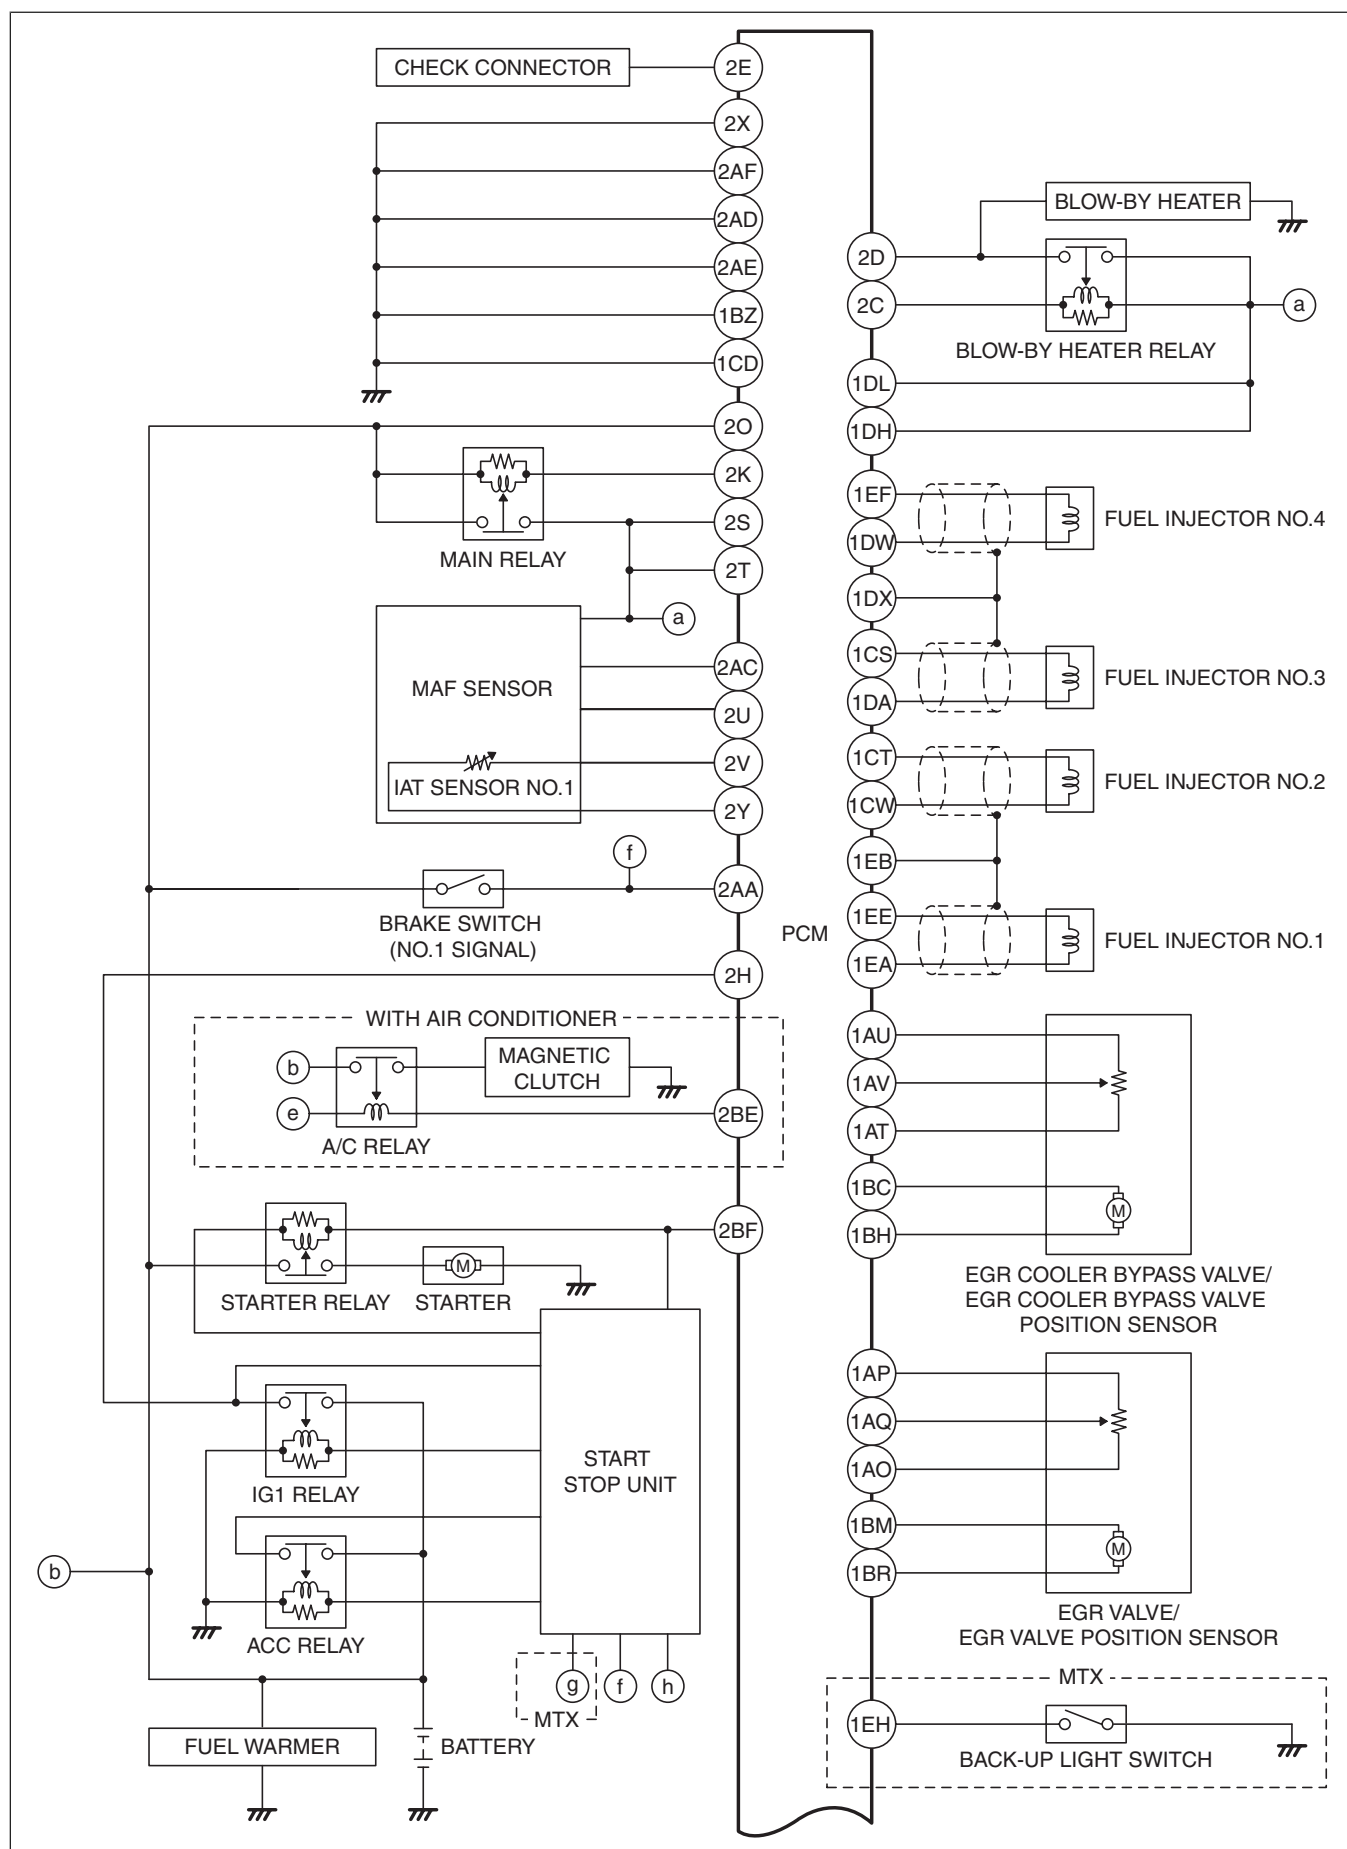 CHECK CONNECTOR
2E
2X
2AF
2AD
2AE
1BZ
1CD
2O
2K
2S
2T
MAIN RELAY
a
MAF SENSOR
IAT SENSOR NO.1
2AC
2U
2V
2Y
f
2AA
BRAKE SWITCH
(NO.1 SIGNAL)
2H
WITH AIR CONDITIONER
b
MAGNETIC
CLUTCH
e
2BE
A/C RELAY
2BF
M
STARTER RELAY
STARTER
START
STOP UNIT
IG1 RELAY
b
ACC RELAY
g
f
h
MTX
FUEL WARMER
BATTERY
PCM
BLOW-BY HEATER
2D
2C
a
BLOW-BY HEATER RELAY
1DL
1DH
1EF
FUEL INJECTOR NO.4
1DW
1DX
1CS
FUEL INJECTOR NO.3
1DA
1CT
FUEL INJECTOR NO.2
1CW
1EB
1EE
FUEL INJECTOR NO.1
1EA
1AU
1AV
1AT
1BC
M
1BH
EGR COOLER BYPASS VALVE/
EGR COOLER BYPASS VALVE
POSITION SENSOR
1AP
1AQ
1AO
1BM
M
1BR
EGR VALVE/
EGR VALVE POSITION SENSOR
MTX
1EH
BACK-UP LIGHT SWITCH